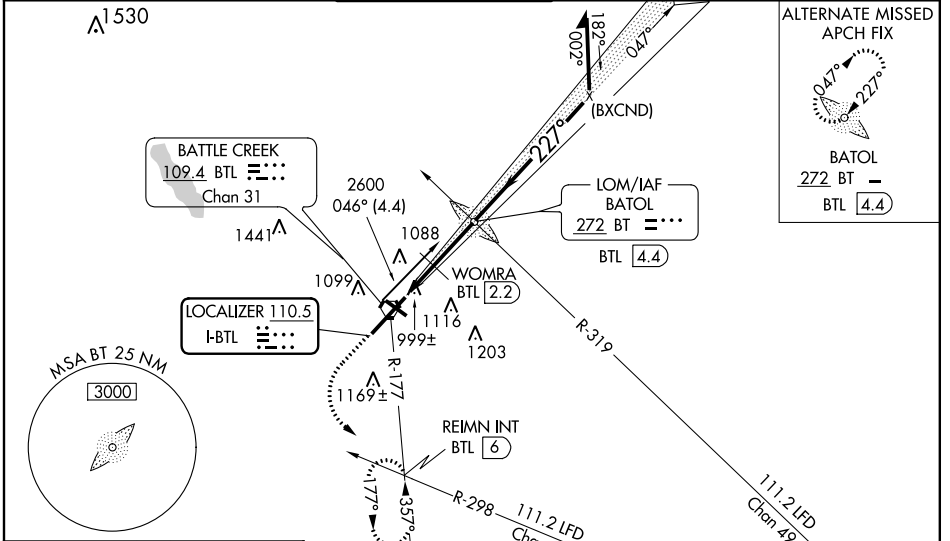 1530
182°
002°
047°
(BXCND)
227°
ALTERNATE MISSED
APCH FIX
047°
227°
BATOL
272 BT
BTL 4.4
BATTLE CREEK
109.4 BTL
Chan 31
2600
046° (4.4)
1441
1088
LOM/IAF
BATOL
272 BT
BTL 4.4
1099
WOMRA
BTL 2.2
LOCALIZER 110.5
I-BTL
1116
999±
1203
R-319
R-177
MSA BT 25 NM
3000
1169±
REIMN INT
BTL 6
177°
357°
R-298
111.2 LFD
111.2 LFD
Chan 49